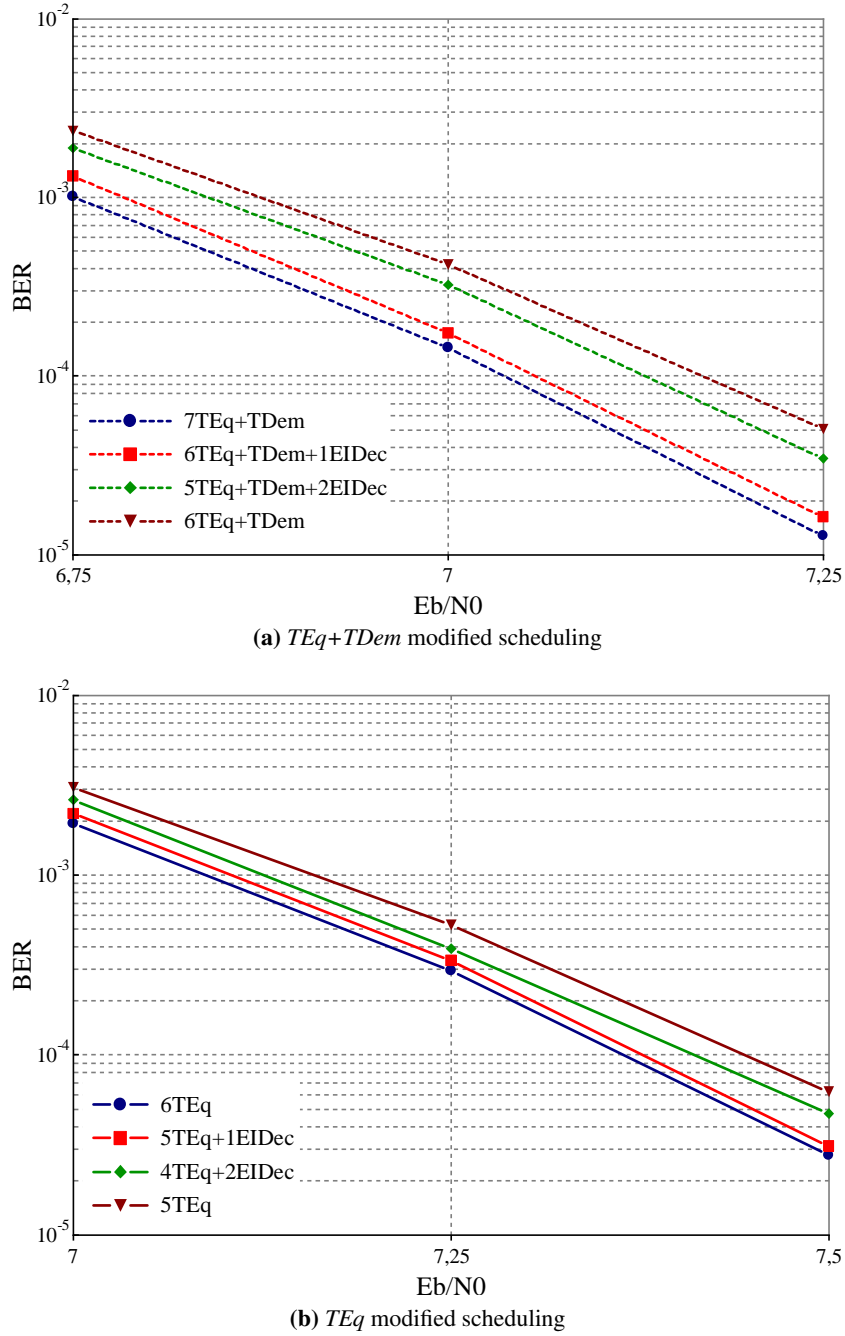 10-2
10-3
BER
10-4
7TEq+TDem
6TEq+TDem+1EIDec
5TEq+TDem+2EIDec
6TEq+TDem
10-5
6,75 7 7,25
Eb/N0
(a) TEq+TDem modified scheduling
10-2
10-3
BER
10-4
6TEq
5TEq+1EIDec
4TEq+2EIDec
5TEq
10-5
7 7,25 7,5
Eb/N0
(b) TEq modified scheduling